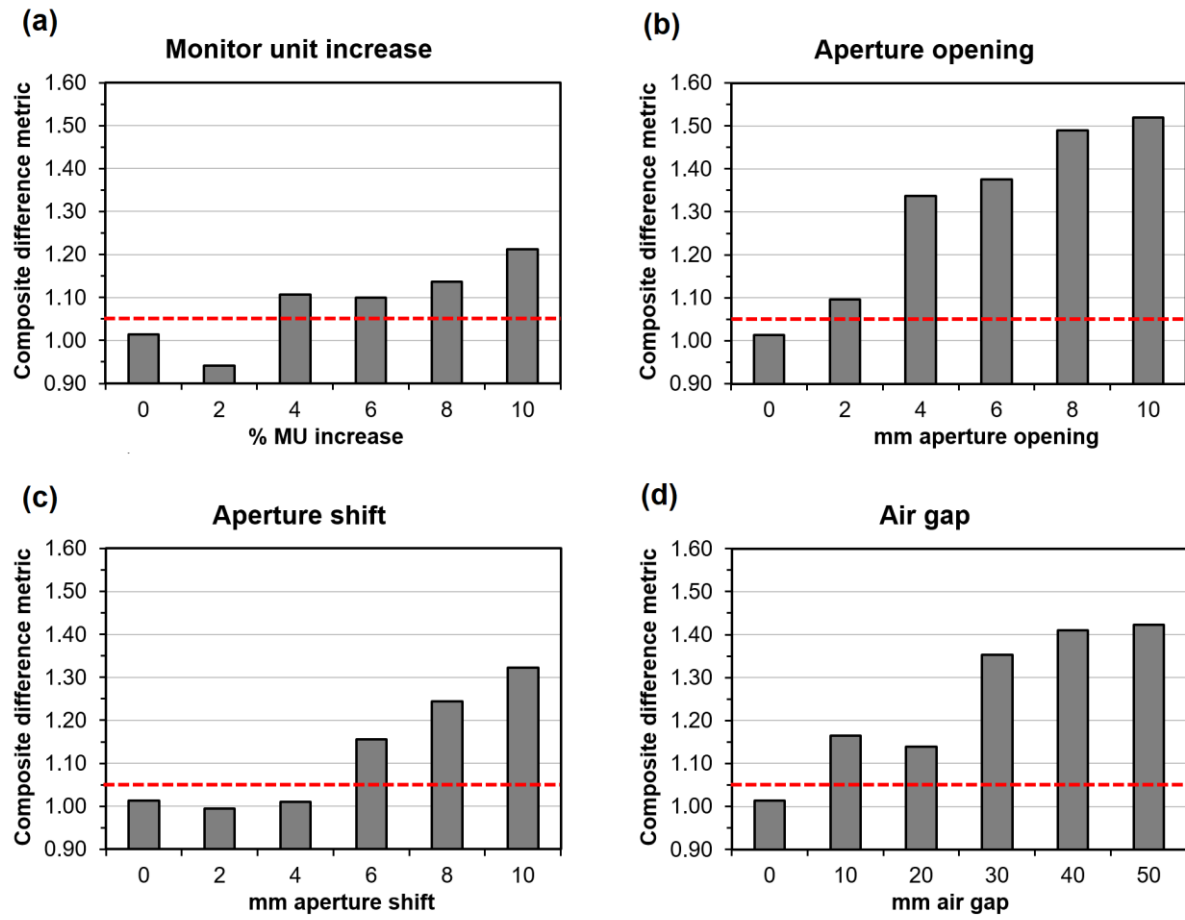 (a)
Monitor unit increase
Composite difference metric
1.60
1.50
1.40
1.30
1.20
1.10
1.00
0.90
0 2 4 6 8 10
% MU increase
(b)
Aperture opening
Composite difference metric
1.60
1.50
1.40
1.30
1.20
1.10
1.00
0.90
0 2 4 6 8 10
mm aperture opening
(c)
Aperture shift
Composite difference metric
1.60
1.50
1.40
1.30
1.20
1.10
1.00
0.90
0 2 4 6 8 10
mm aperture shift
(d)
Air gap
Composite difference metric
1.60
1.50
1.40
1.30
1.20
1.10
1.00
0.90
0 10 20 30 40 50
mm air gap